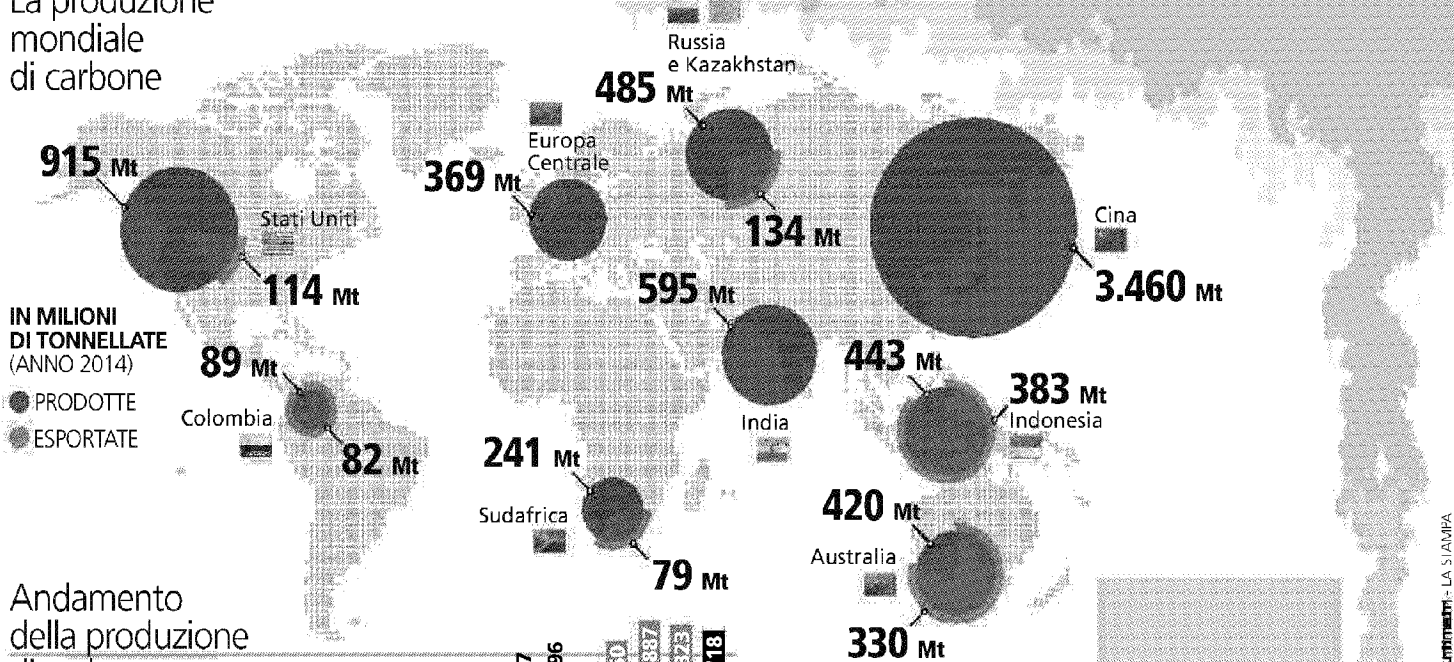 La produzione
mondiale
di carbone
Russia
e Kazakhstan
485 Mt
134 Mt
Europa
Centrale
369 Mt
915 Mt
Stati Uniti
114 Mt
Cina
3.460 Mt
595 Mt
India
IN MILIONI
DI TONNELLATE
(ANNO 2014)
PRODOTTE
ESPORTATE
89 Mt
Colombia
82 Mt
443 Mt
383 Mt
Indonesia
241 Mt
Sudafrica
79 Mt
420 Mt
Australia
330 Mt
Andamento
della produzione
- LA STAMPA